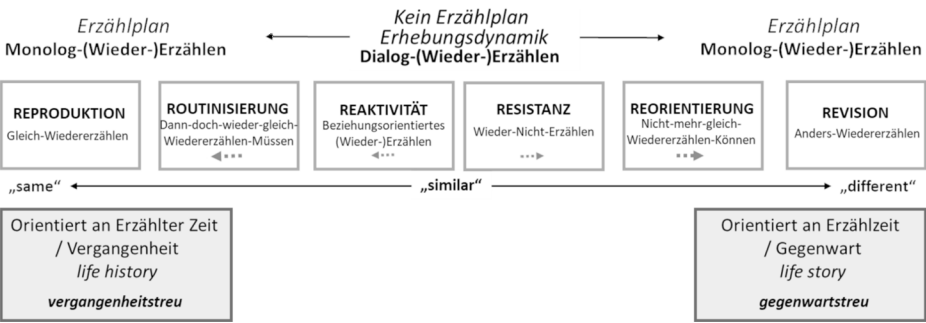 Erzählplan
Monolog-(Wieder-)Erzählen
Kein Erzählplan
Erhebungsdynamik
Dialog-(Wieder-)Erzählen
Erzählplan
Monolog-(Wieder-)Erzählen
REPRODUKTION
Gleich-Wiedererzählen
ROUTINISIERUNG
Dann-doch-wieder-gleich-
Wiedererzählen-Müssen
REAKTIVITÄT
Beziehungsorientiertes
(Wieder-)Erzählen
RESISTANZ
Wieder-Nicht-Erzählen
REORIENTIERUNG
Nicht-mehr-gleich-
Wiedererzählen-Können
REVISION
Anders-Wiedererzählen
„same“
„similar“
„different“
Orientiert an Erzählter Zeit
/ Vergangenheit
life history
vergangenheitstreu
Orientiert an Erzählzeit
/ Gegenwart
life story
gegenwartstreu